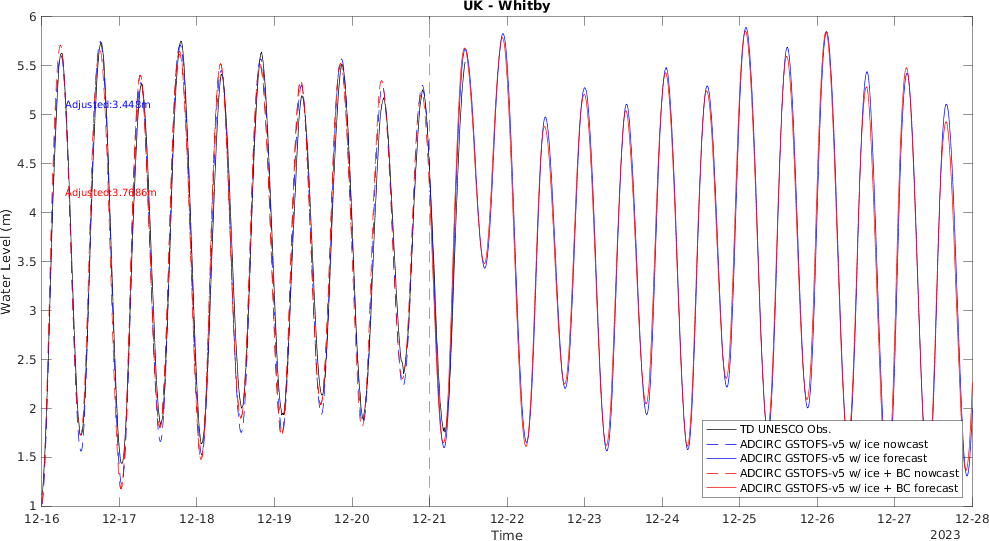 UK - Whitby
Water Level (m)
6
5.5
5
4.5
4
3.5
3
2.5
2
1.5
1
Adjusted:3.448m
Adjusted:3.7686m
TD UNESCO Obs.
ADCIRC GSTOFS-v5 w/ ice nowcast
ADCIRC GSTOFS-v5 w/ ice forecast
ADCIRC GSTOFS-v5 w/ ice + BC nowcast
ADCIRC GSTOFS-v5 w/ ice + BC forecast
12-16 12-17 12-18 12-19 12-20 12-21 12-22 12-23 12-24 12-25 12-26 12-27 12-28
Time
2023